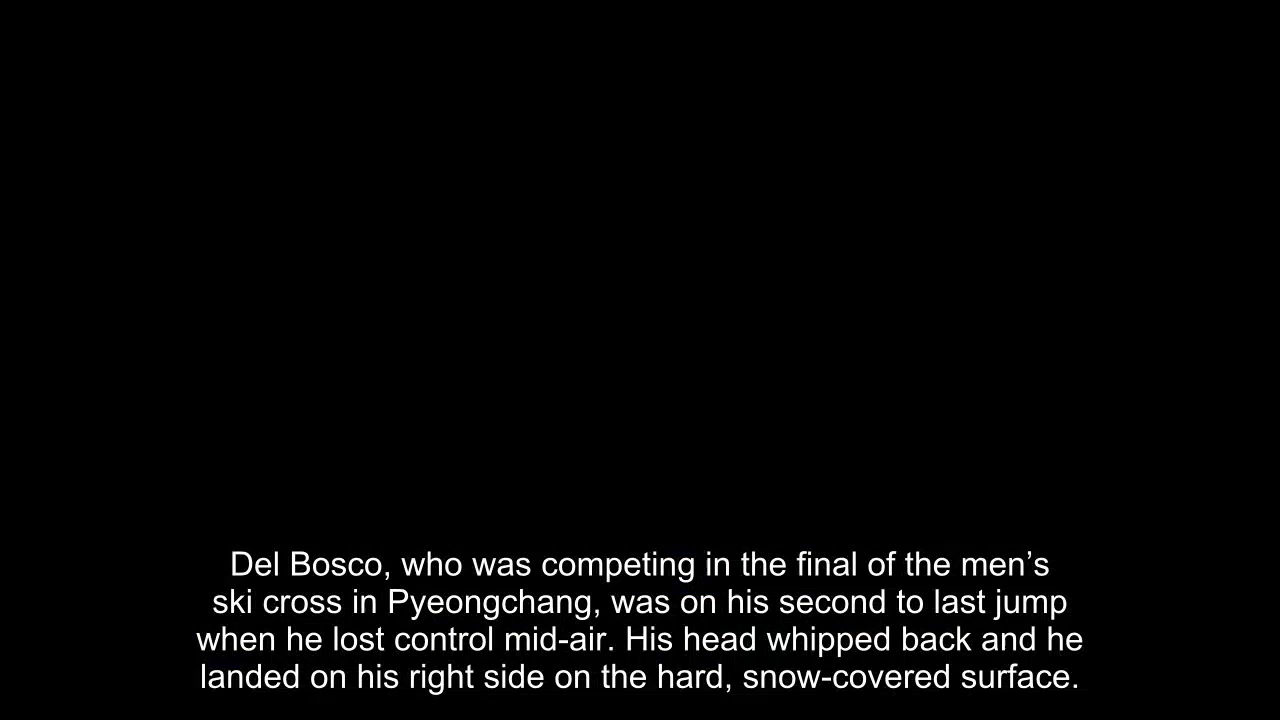 Del Bosco, who was competing in the final of the men’s
ski cross in Pyeongchang, was on his second to last jump
when he lost control mid-air. His head whipped back and he
landed on his right side on the hard, snow-covered surface.